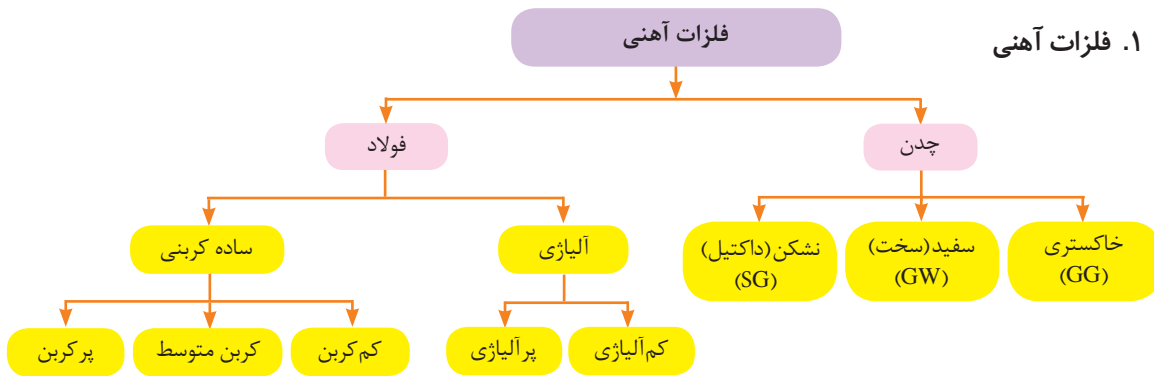 ۱. فلزات آهنی
فلزات آهنی
چدن
فولاد
خاکستری
(GG)
سفید(سخت)
(GW)
نشکن(داکتیل)
(SG)
آلیاژی
ساده کربنی
کم‌آلیاژی
پرآلیاژی
کم‌کربن
کربن متوسط
پرکربن